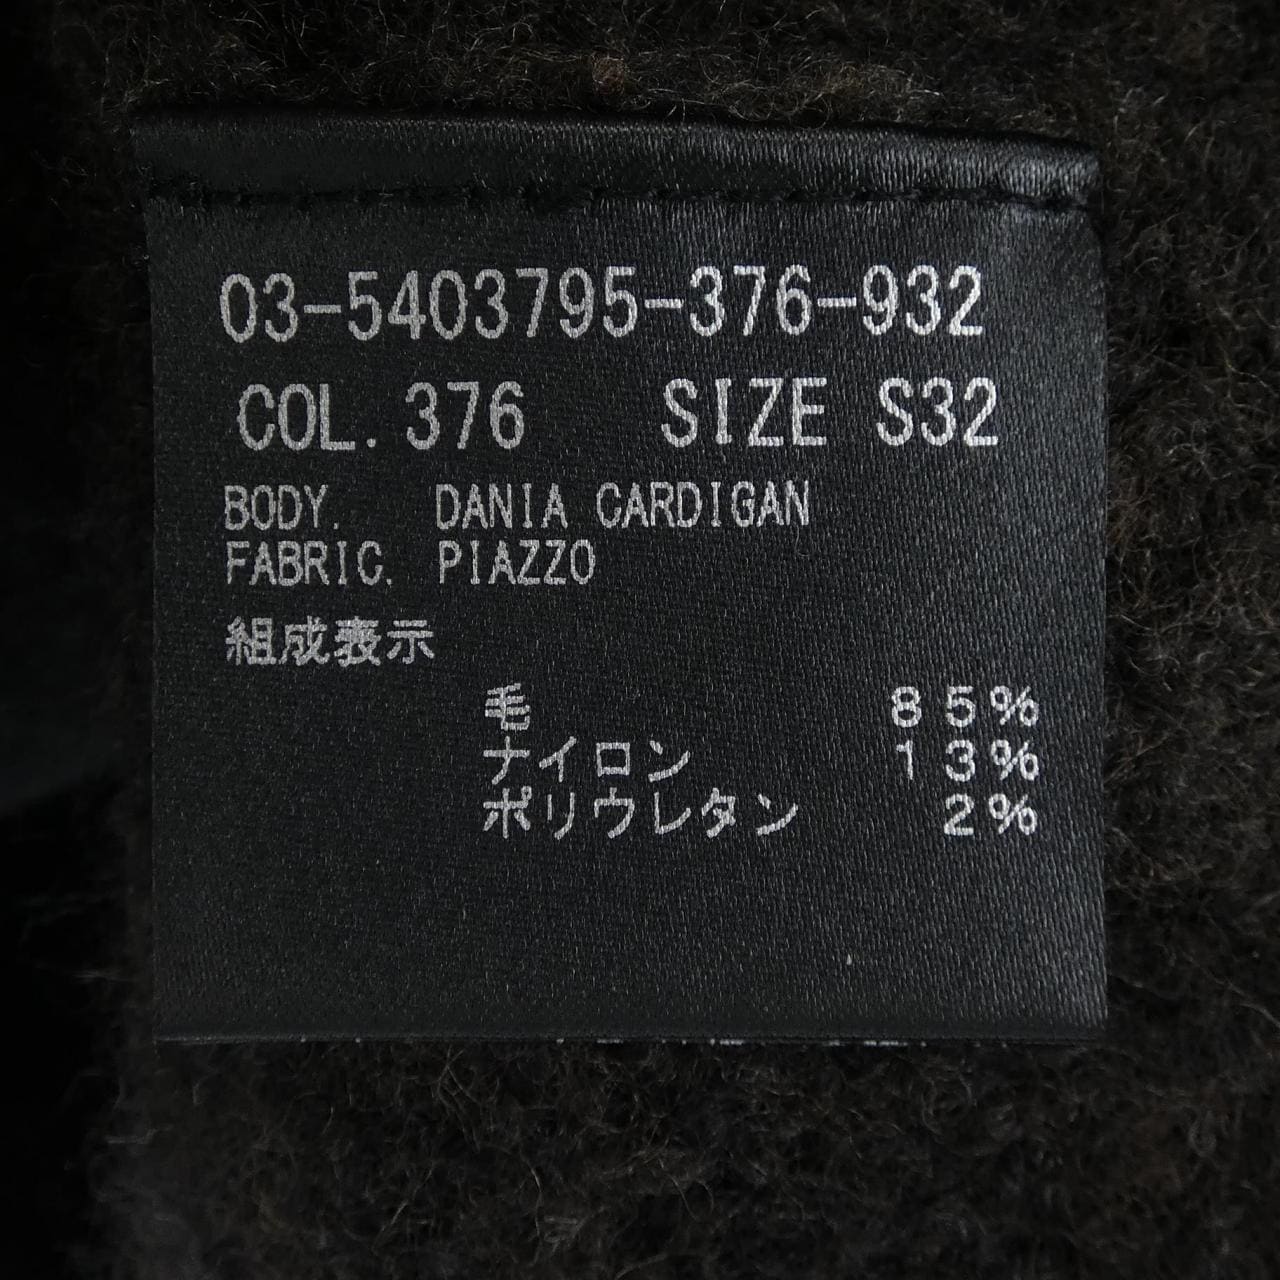 03-5403795-376-932
COL. 376 SIZE S32
BODY. DANIA CARDIGAN
FABRIC. PIAZZO
組成表示
毛 85%
ナイロン 13%
ポリウレタン 2%